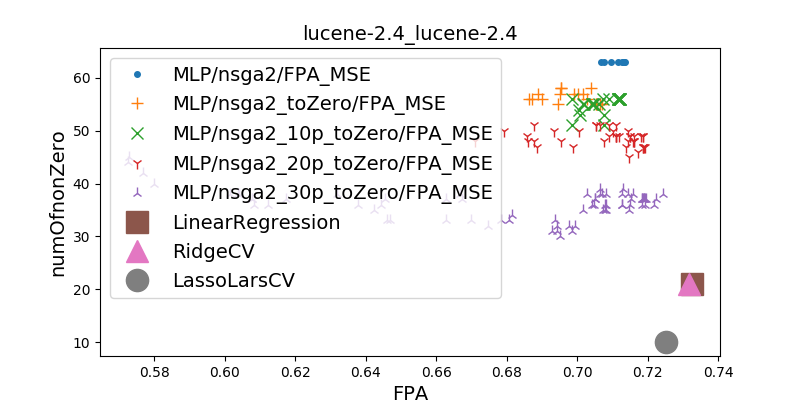 lucene-2.4_lucene-2.4
numOfnonZero
60
50
40
30
20
10
MLP/nsga2/FPA_MSE
MLP/nsga2_toZero/FPA_MSE
MLP/nsga2_10p_toZero/FPA_MSE
MLP/nsga2_20p_toZero/FPA_MSE
MLP/nsga2_30p_toZero/FPA_MSE
LinearRegression
RidgeCV
LassoLarsCV
0.58 0.60 0.62 0.64 0.66 0.68 0.70 0.72 0.74
FPA